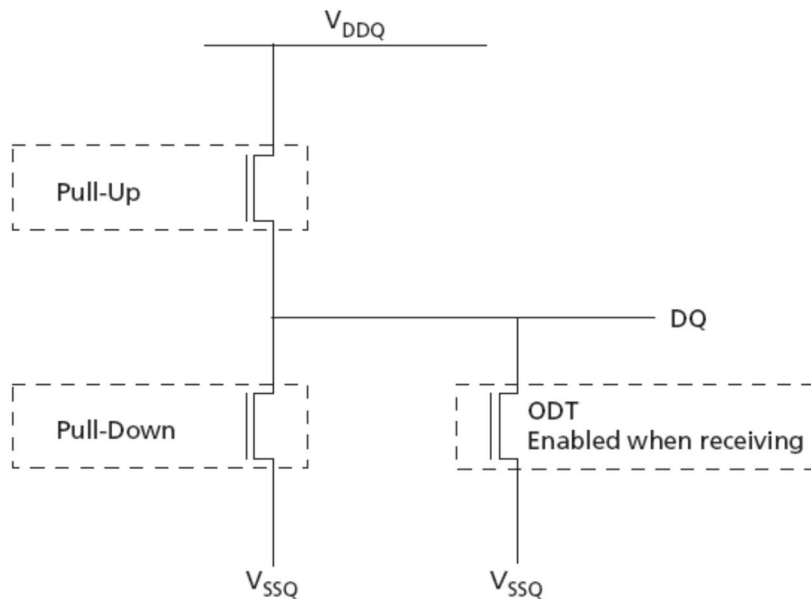 VDDQ
Pull-Up
DQ
Pull-Down
ODT
Enabled when receiving
VSSQ
VSSQ